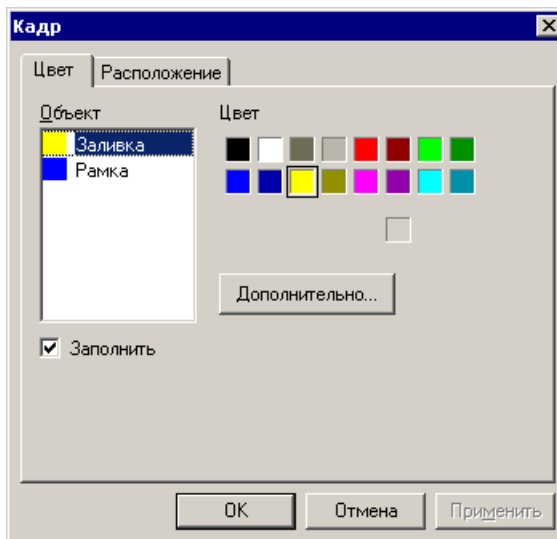 Кадр
Цвет Расположение
Объект Цвет
Заливка
Рамка
Дополнительно...
Заполнить
OK Отмена Применить